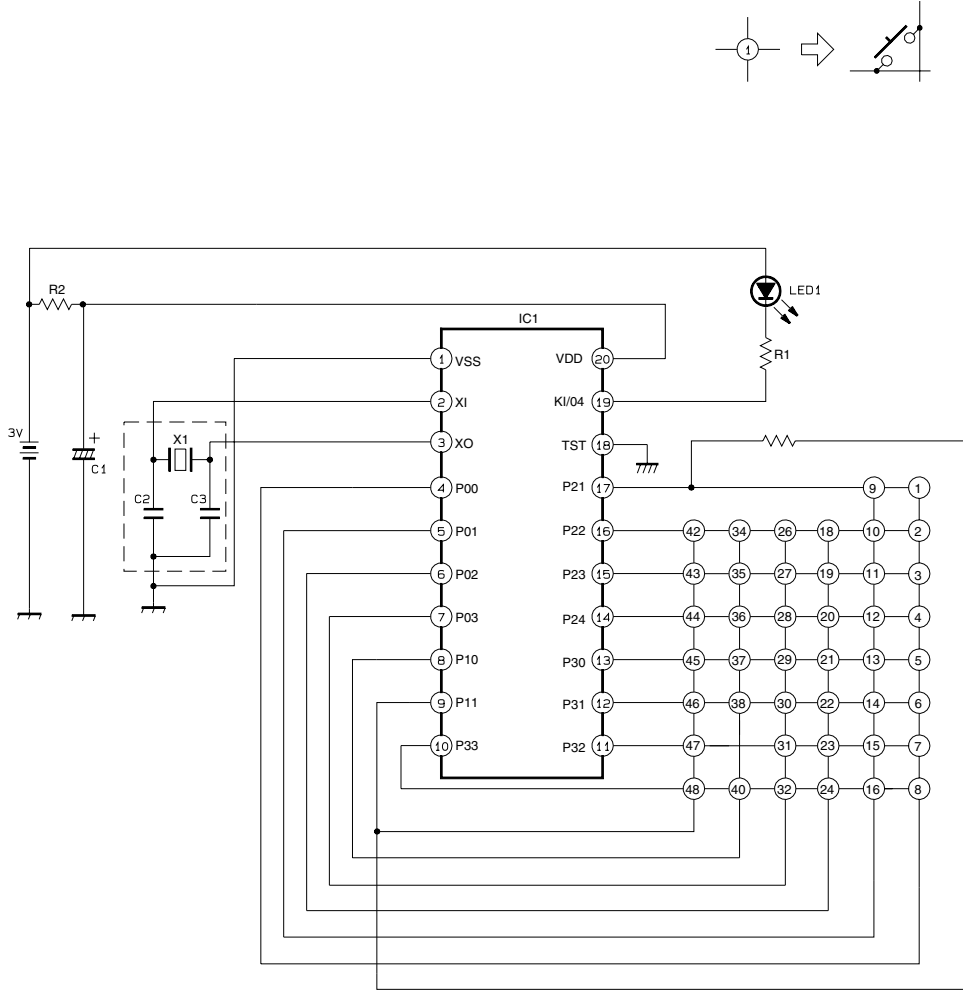 1
R2
LED1
IC1
1 VSS VDD 20
R1
2 XI KI/04 19
3V X1 3 XO TST 18
C1
4 P00 P21 17 9 1
C2 C3
5 P01 P22 16 42 34 26 18 10 2
6 P02 P23 15 43 35 27 19 11 3
7 P03 P24 14 44 36 28 20 12 4
8 P10 P30 13 45 37 29 21 13 5
9 P11 P31 12 46 38 30 22 14 6
10 P33 P32 11 47 31 23 15 7
48 40 32 24 16 8